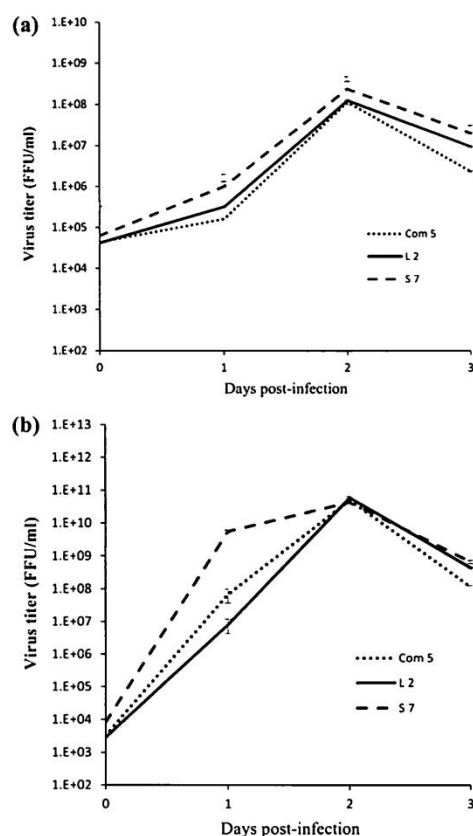 (a)
1.E+10
1.E+09
1.E+08
1.E+07
1.E+06
1.E+05
1.E+04
1.E+03
1.E+02
Virus titer (FFU/ml)
Com 5
L 2
S 7
0 1 2 3
Days post-infection
(b)
1.E+13
1.E+12
1.E+11
1.E+10
1.E+09
1.E+08
1.E+07
1.E+06
1.E+05
1.E+04
1.E+03
1.E+02
Virus titer (FFU/ml)
Com 5
L 2
S 7
0 1 2 3
Days post-infection